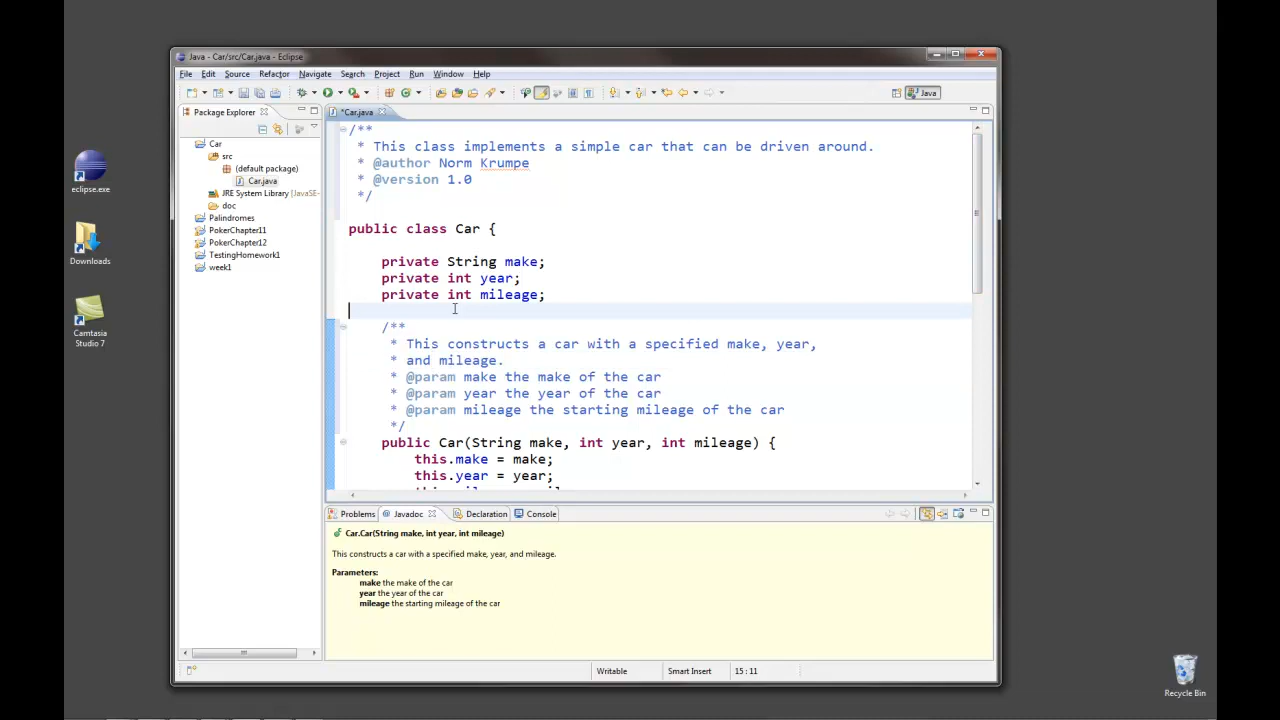 Java - Car/src/Car.java - Eclipse
File Edit Source Refactor Navigate Search Project Run Window Help
Java
Package Explorer
*Car.java
Car
src
(default package)
Car.java
JRE System Library [JavaSE-
doc
Palindromes
PokerChapter11
PokerChapter12
TestingHomework1
week1
/**
* This class implements a simple car that can be driven around.
* @author Norm Krumpe
* @version 1.0
*/
public class Car {
private String make;
private int year;
private int mileage;
/**
* This constructs a car with a specified make, year,
* and mileage.
* @param make the make of the car
* @param year the year of the car
* @param mileage the starting mileage of the car
*/
public Car(String make, int year, int mileage) {
this.make = make;
this.year = year;
Problems @ Javadoc Declaration Console
Car.Car(String make, int year, int mileage)
This constructs a car with a specified make, year, and mileage.
Parameters:
make the make of the car
year the year of the car
mileage the starting mileage of the car
Writable Smart Insert 15 : 11
eclipse.exe
Downloads
Camtasia
Studio 7
Recycle Bin